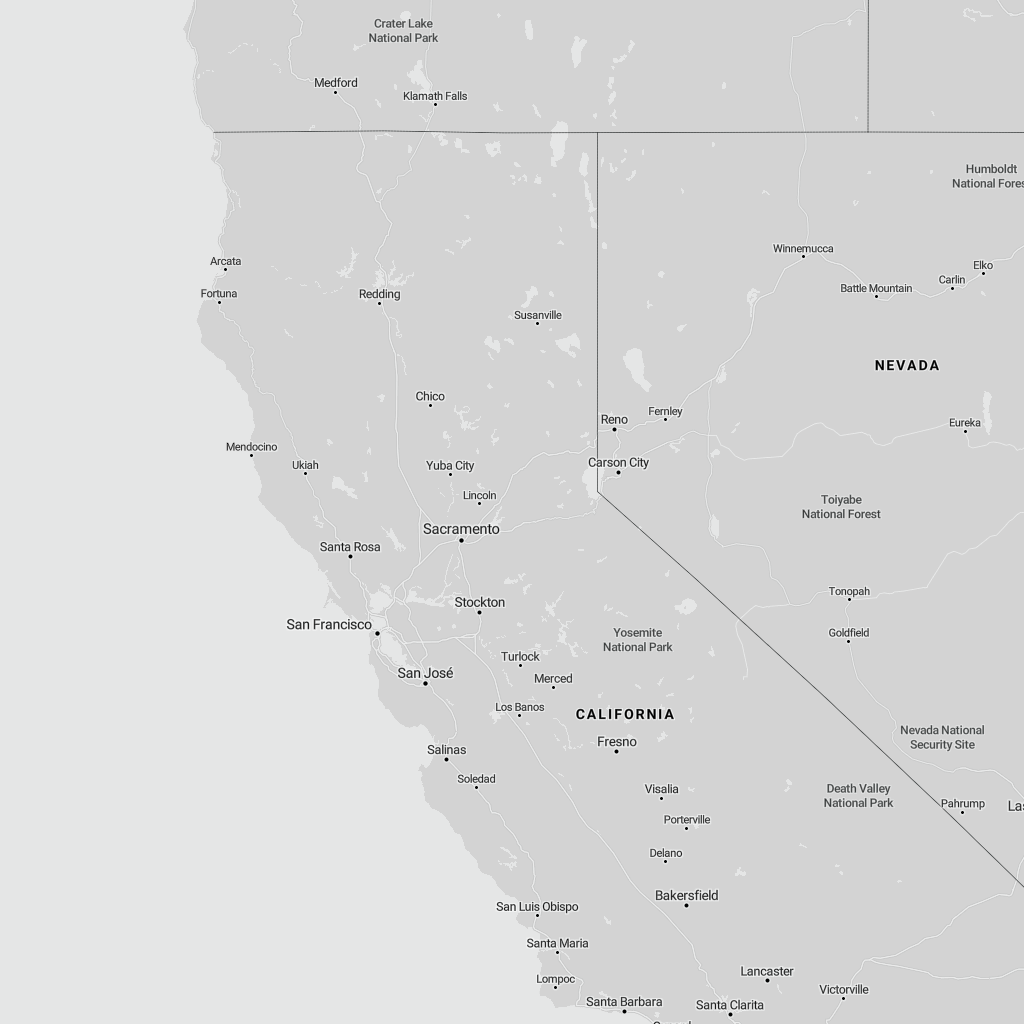 Crater Lake
National Park
Medford
Klamath Falls
Humboldt
National Fores
Winnemucca
Arcata
Elko
Carlin
Battle Mountain
Fortuna
Redding
Susanville
NEVADA
Chico
Fernley
Reno
Eureka
Mendocino
Ukiah
Yuba City
Carson City
Lincoln
Toiyabe
National Forest
Sacramento
Santa Rosa
Tonopah
Stockton
San Francisco
Yosemite
National Park
Goldfield
Turlock
San José
Merced
Los Banos
CALIFORNIA
Nevada National
Security Site
Fresno
Salinas
Soledad
Visalia
Death Valley
National Park
Pahrump
Las
Porterville
Delano
Bakersfield
San Luis Obispo
Santa Maria
Lancaster
Lompoc
Victorville
Santa Barbara
Santa Clarita